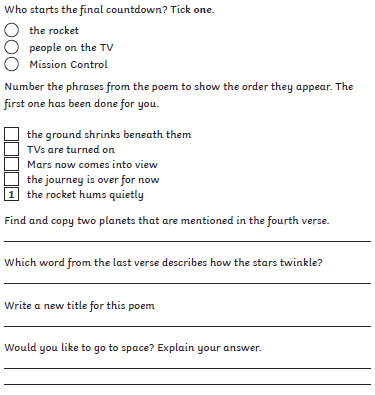 Who starts the final countdown? Tick one.
the rocket
people on the TV
Mission Control
Number the phrases from the poem to show the order they appear. The
first one has been done for you.
the ground shrinks beneath them
TVs are turned on
Mars now comes into view
the journey is over for now
1 the rocket hums quietly
Find and copy two planets that are mentioned in the fourth verse.
Which word from the last verse describes how the stars twinkle?
Write a new title for this poem
Would you like to go to space? Explain your answer.